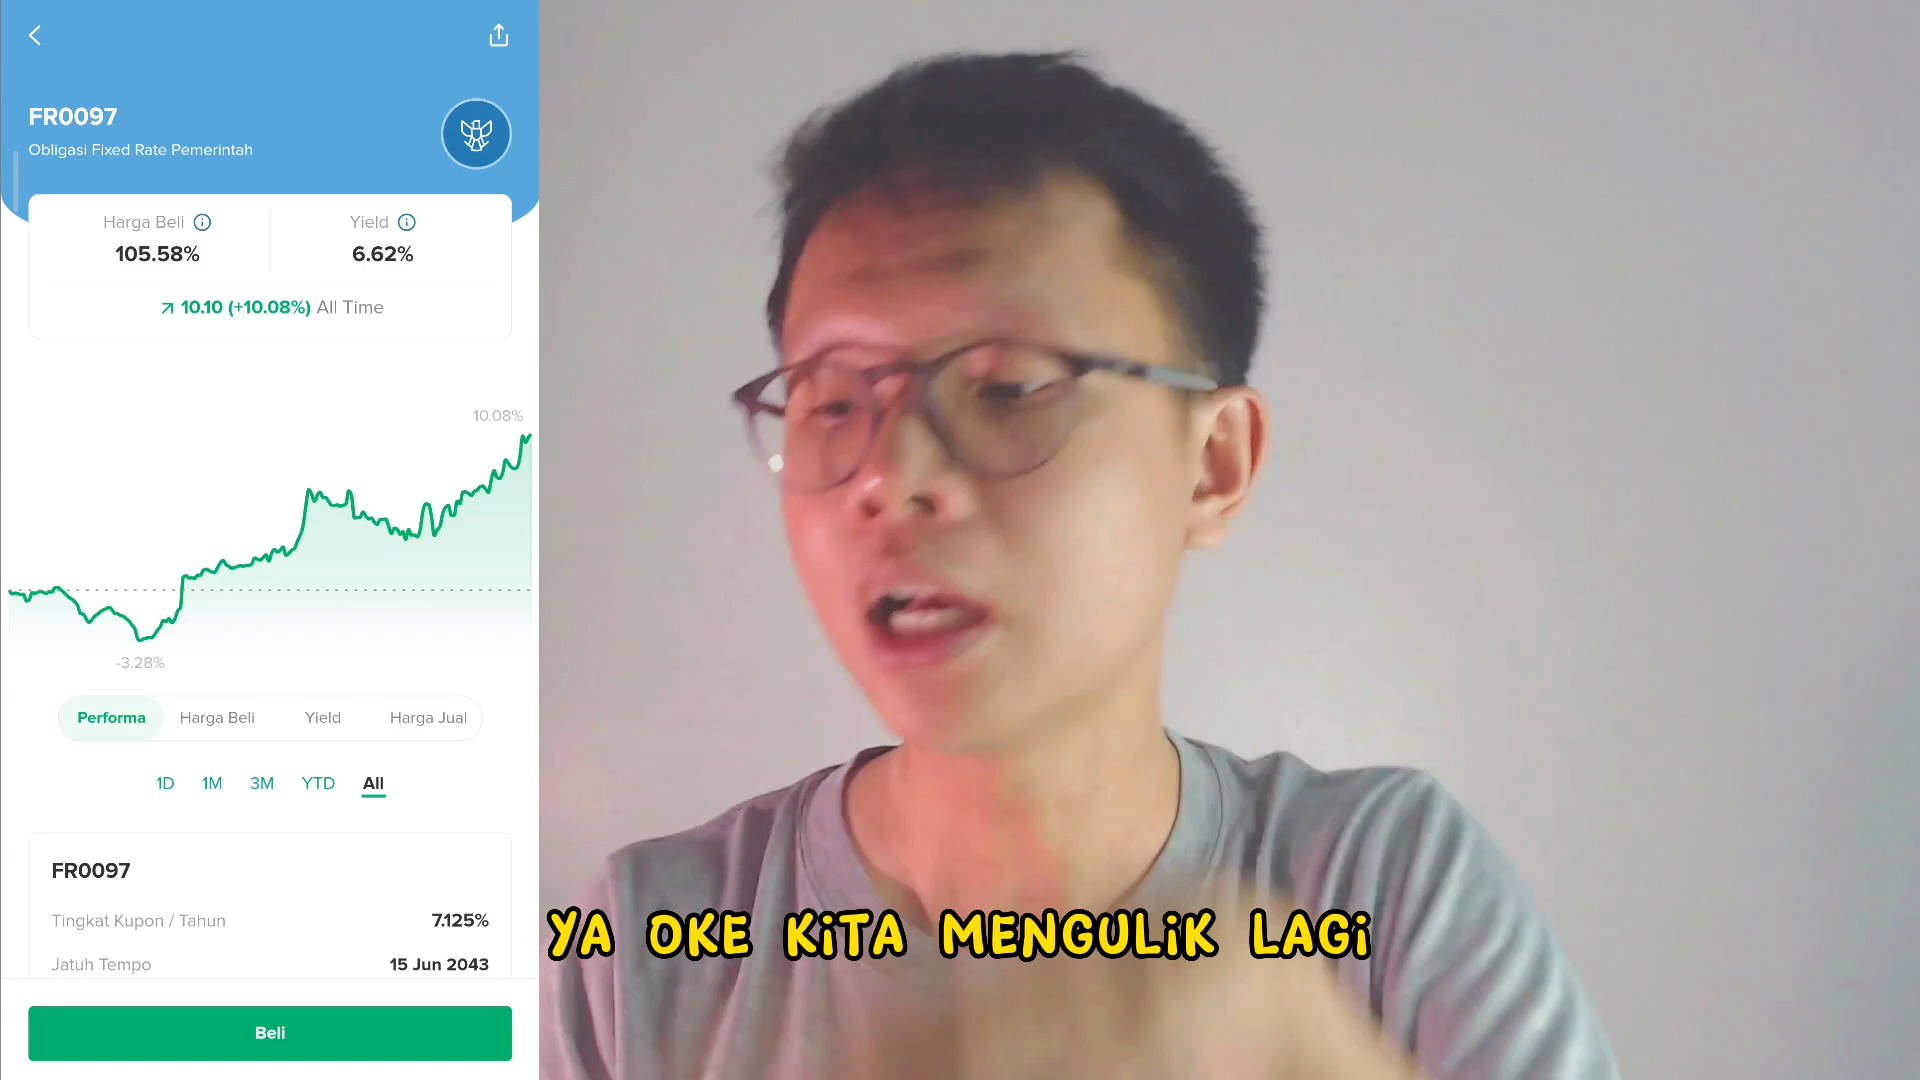 FR0097
Obligasi Fixed Rate Pemerintah
Harga Beli
Yield
105.58%
6.62%
10.10 (+10.08%) All Time
10.08%
-3.28%
Performa
Harga Beli
Yield
Harga Jual
1D
1M
3M
YTD
All
FR0097
Tingkat Kupon / Tahun
7.125%
Jatuh Tempo
15 Jun 2043
Beli
YA OKE KiTA MENGULiK LAGi